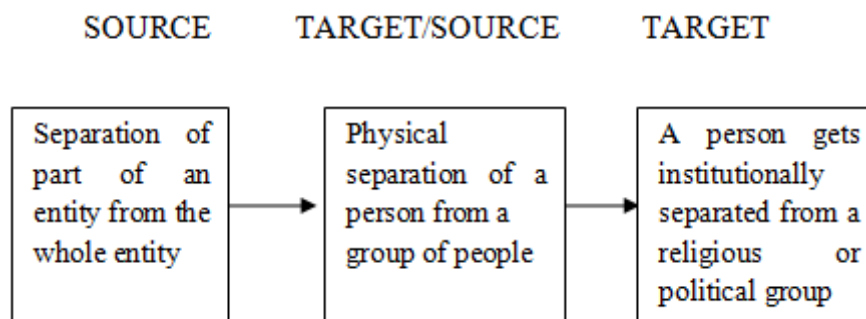 SOURCE
TARGET/SOURCE
TARGET
Separation of
part of an
entity from the
whole entity
Physical
separation of a
person from a
group of people
A person gets
institutionally
separated from a
religious or
political group